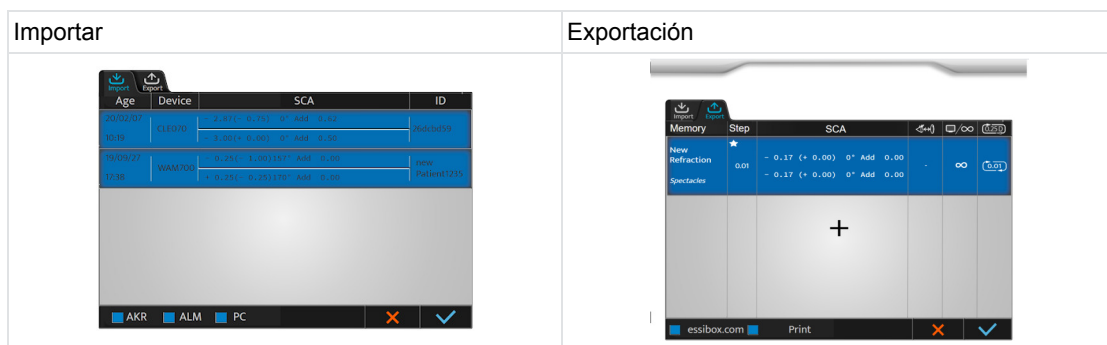 Importar
Exportación
Import Export
Age Device SCA ID
20/02/07 10:19 CLE070 - 2.87(- 0.75) 0° Add 0.62
- 3.00(+ 0.00) 0° Add 0.50 26dcbd59
19/09/27 17:38 WAM700 - 0.25(- 1.00)157° Add 0.00
+ 0.25(- 0.25)178° Add 0.00 new Patient1215
AKR ALM PC
Import Export
Memory Step SCA 0.25D
New Refraction
Spectacles
0.01
- 0.17 (+ 0.00) 0° Add 0.00
- 0.17 (+ 0.00) 0° Add 0.00
- ∞ 0.01
+
essibox.com Print